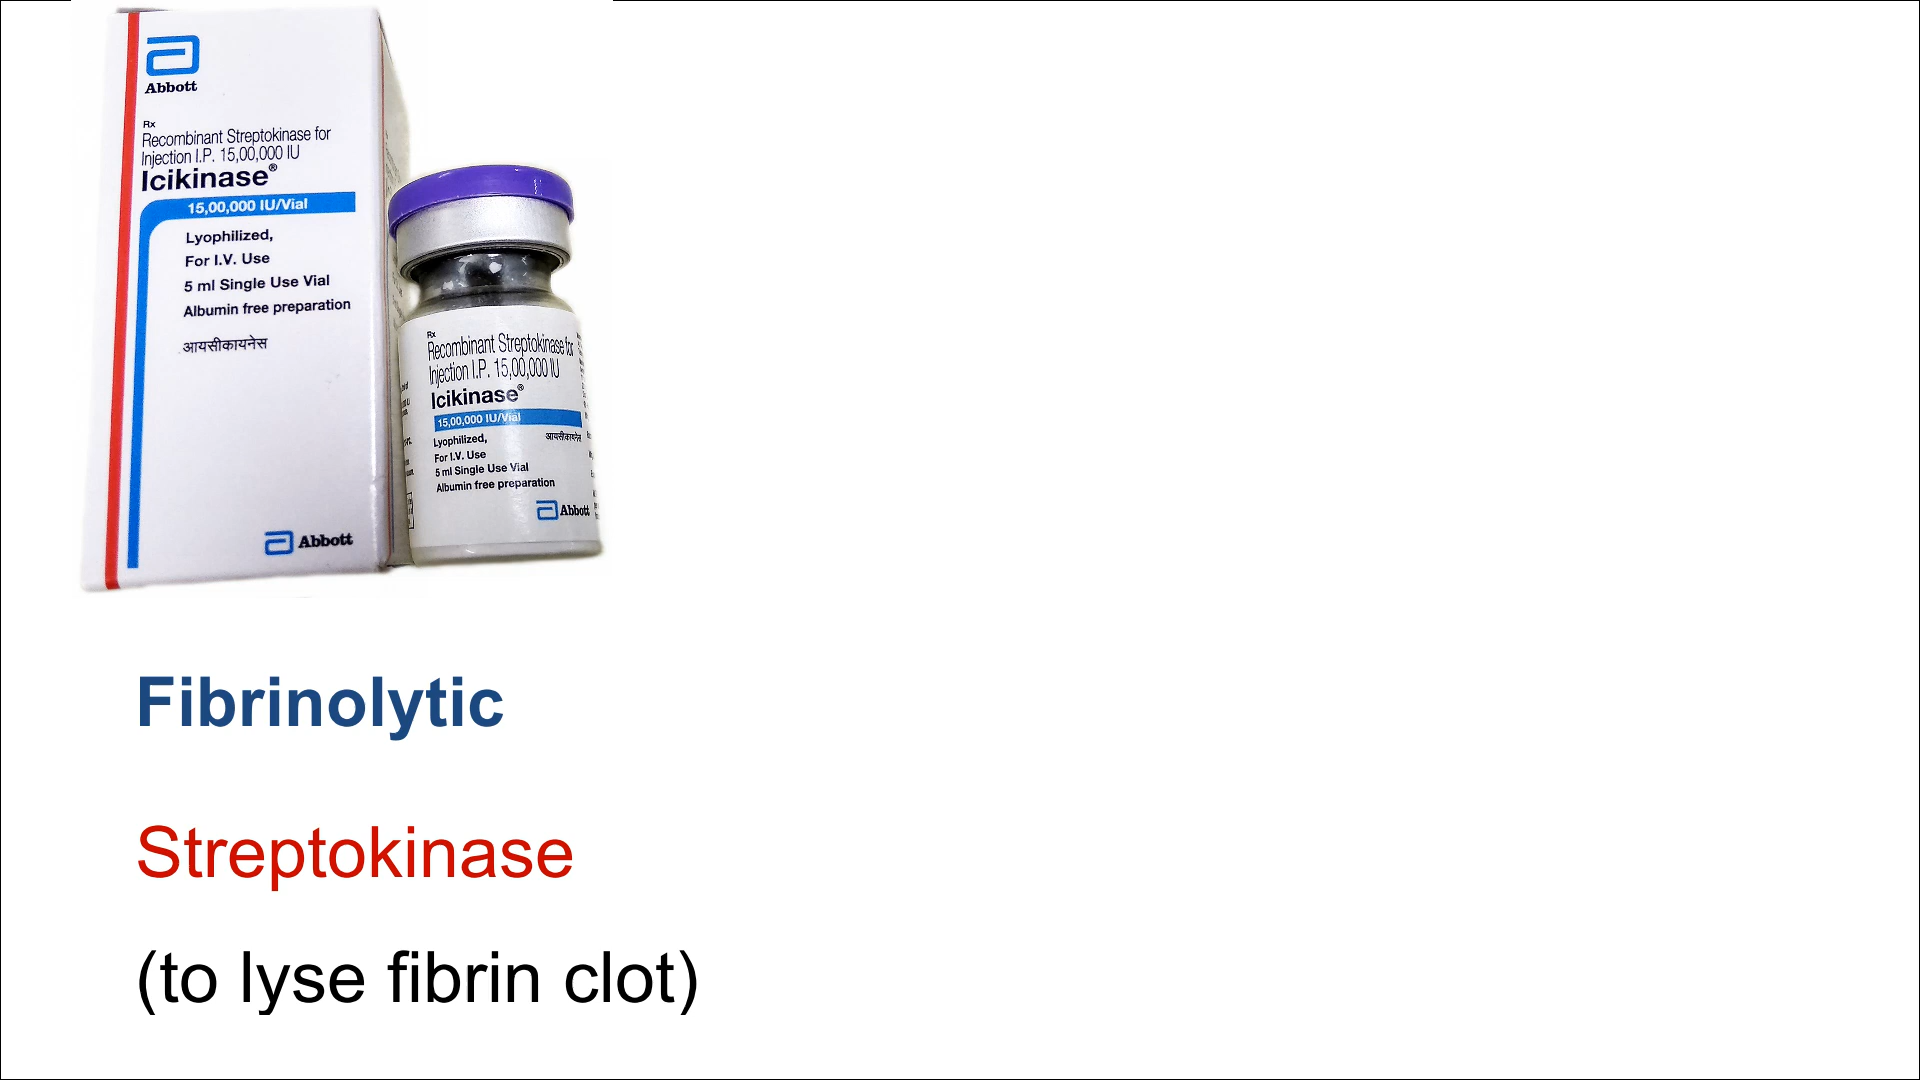 Abbott
Rx
Recombinant Streptokinase for
Injection I.P. 15,00,000 IU
Icikinase®
15,00,000 IU/Vial
Lyophilized,
For I.V. Use
5 ml Single Use Vial
Albumin free preparation
आयसीकायनेस
Abbott
Rx
Recombinant Streptokinase for
Injection I.P. 15,00,000 IU
Icikinase®
15,00,000 IU/Vial
Lyophilized,
आयसीकायनेस
For I.V. Use
5 ml Single Use Vial
Albumin free preparation
Abbott
Fibrinolytic
Streptokinase
(to lyse fibrin clot)